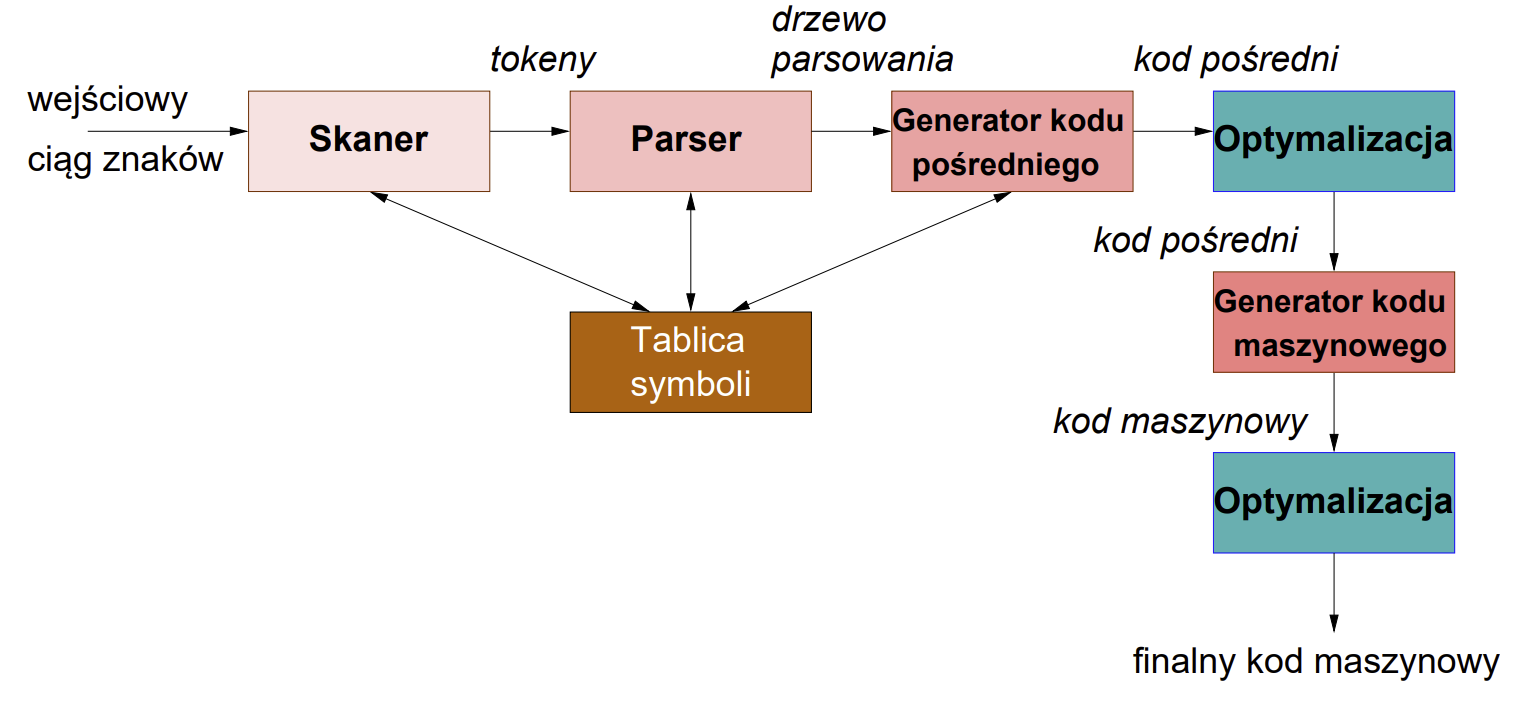 wejściowy
ciąg znaków
Skaner
tokeny
Parser
drzewo
parsowania
Generator kodu
pośredniego
kod pośredni
Optymalizacja
kod pośredni
Generator kodu
maszynowego
kod maszynowy
Optymalizacja
finalny kod maszynowy
Tablica
symboli